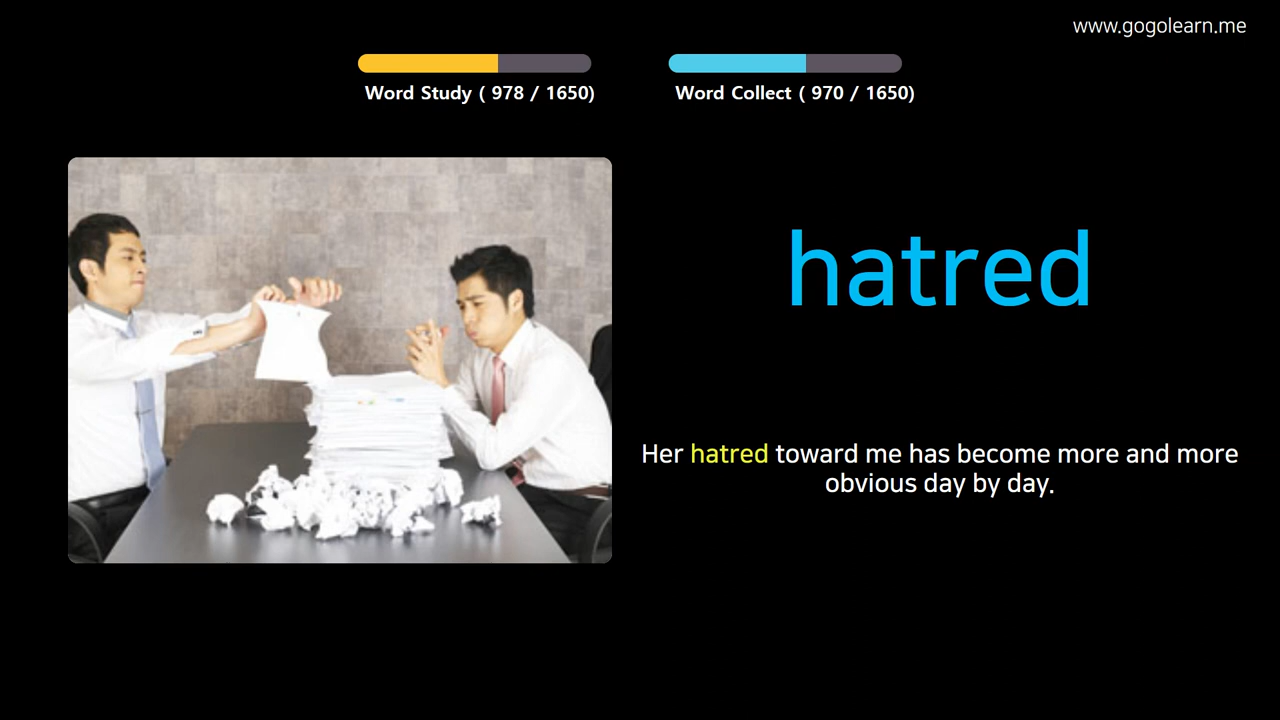 www.gogolearn.me
Word Study ( 978 / 1650)
Word Collect ( 970 / 1650)
hatred
Her hatred toward me has become more and more
obvious day by day.